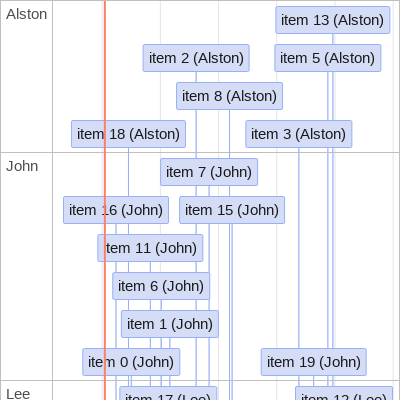 Alston
item 13 (Alston)
item 2 (Alston)
item 5 (Alston)
item 8 (Alston)
item 18 (Alston)
item 3 (Alston)
John
item 7 (John)
item 16 (John)
item 15 (John)
item 11 (John)
item 6 (John)
item 1 (John)
item 0 (John)
item 19 (John)
Lee
item 17 (Lee)
item 12 (Lee)